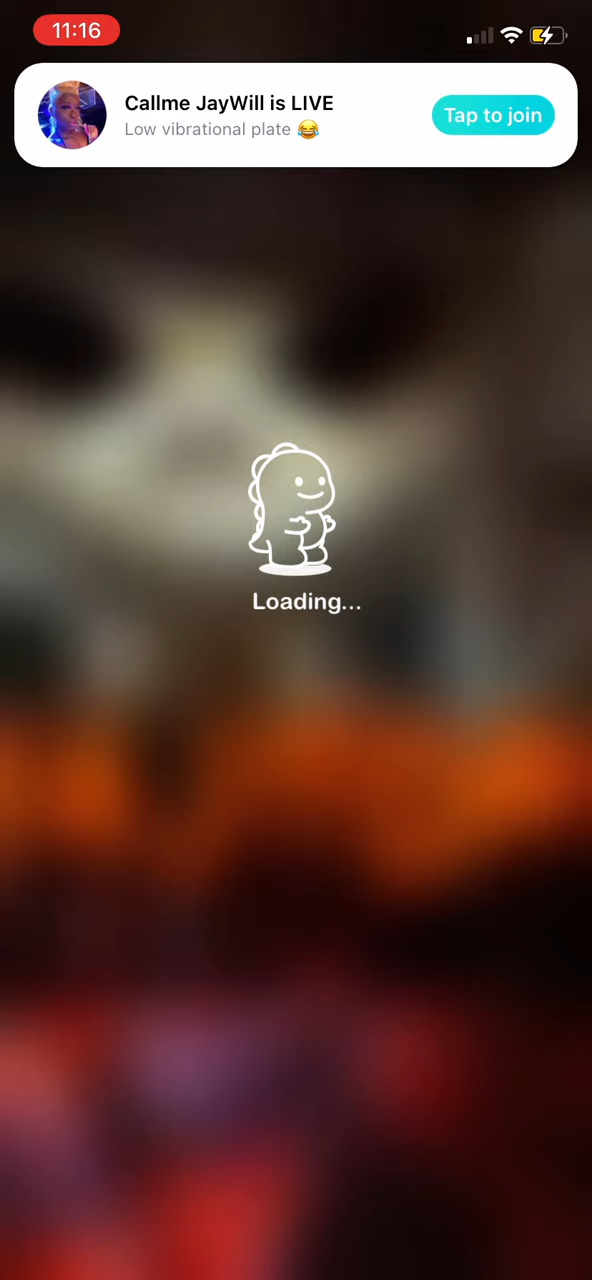 11:16
Callme JayWill is LIVE
Low vibrational plate 😂
Tap to join
Loading...